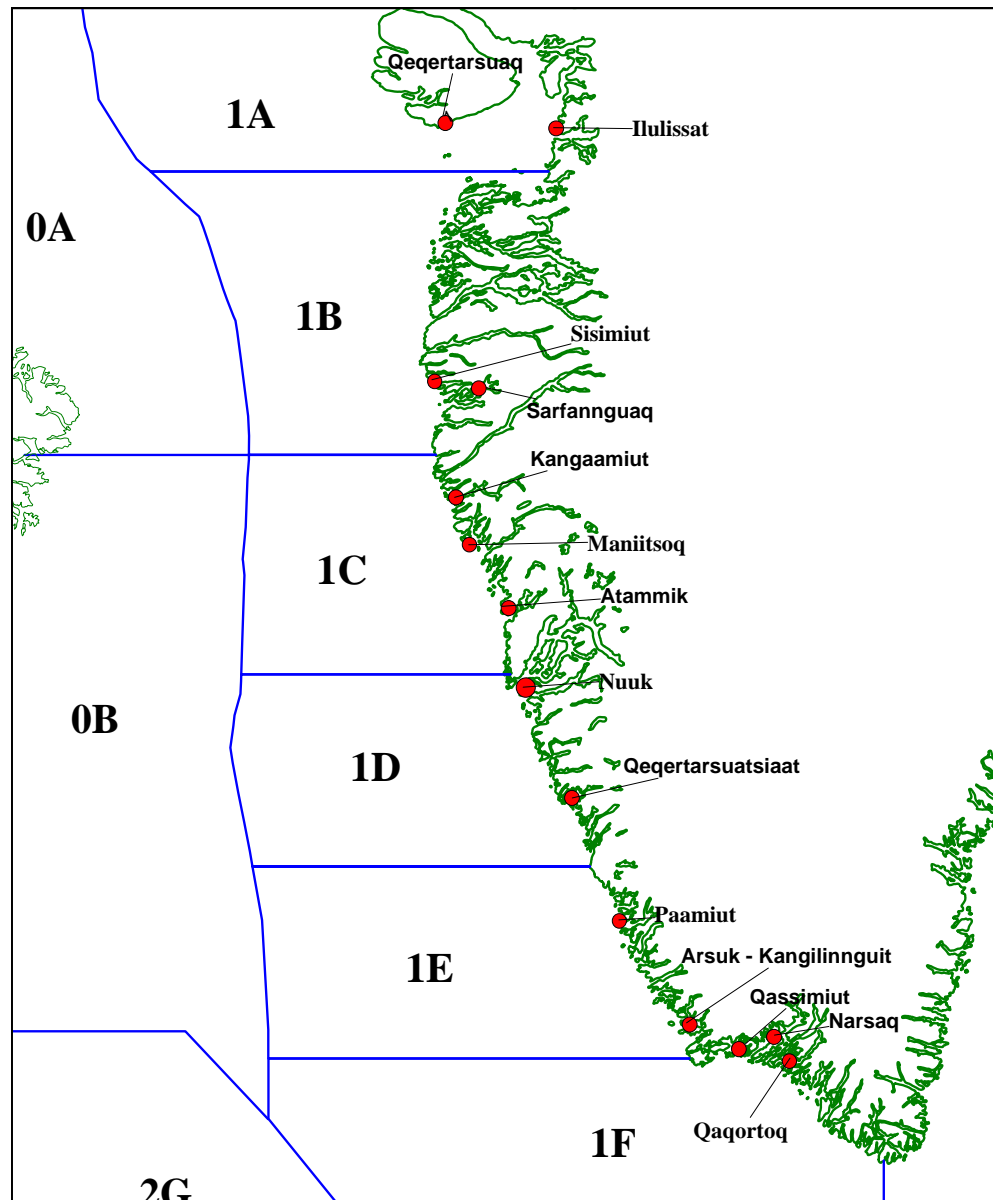 Qeqertarsuaq
1A
Ilulissat
0A
1B
Sisimiut
Sarfannguaq
Kangaamiut
Maniitsoq
1C
Atammik
Nuuk
0B
1D
Qeqertarsuatsiaat
Paamiut
1E
Arsuk - Kangilinnguit
Qassimiut
Narsaq
Qaqortoq
1F
2G